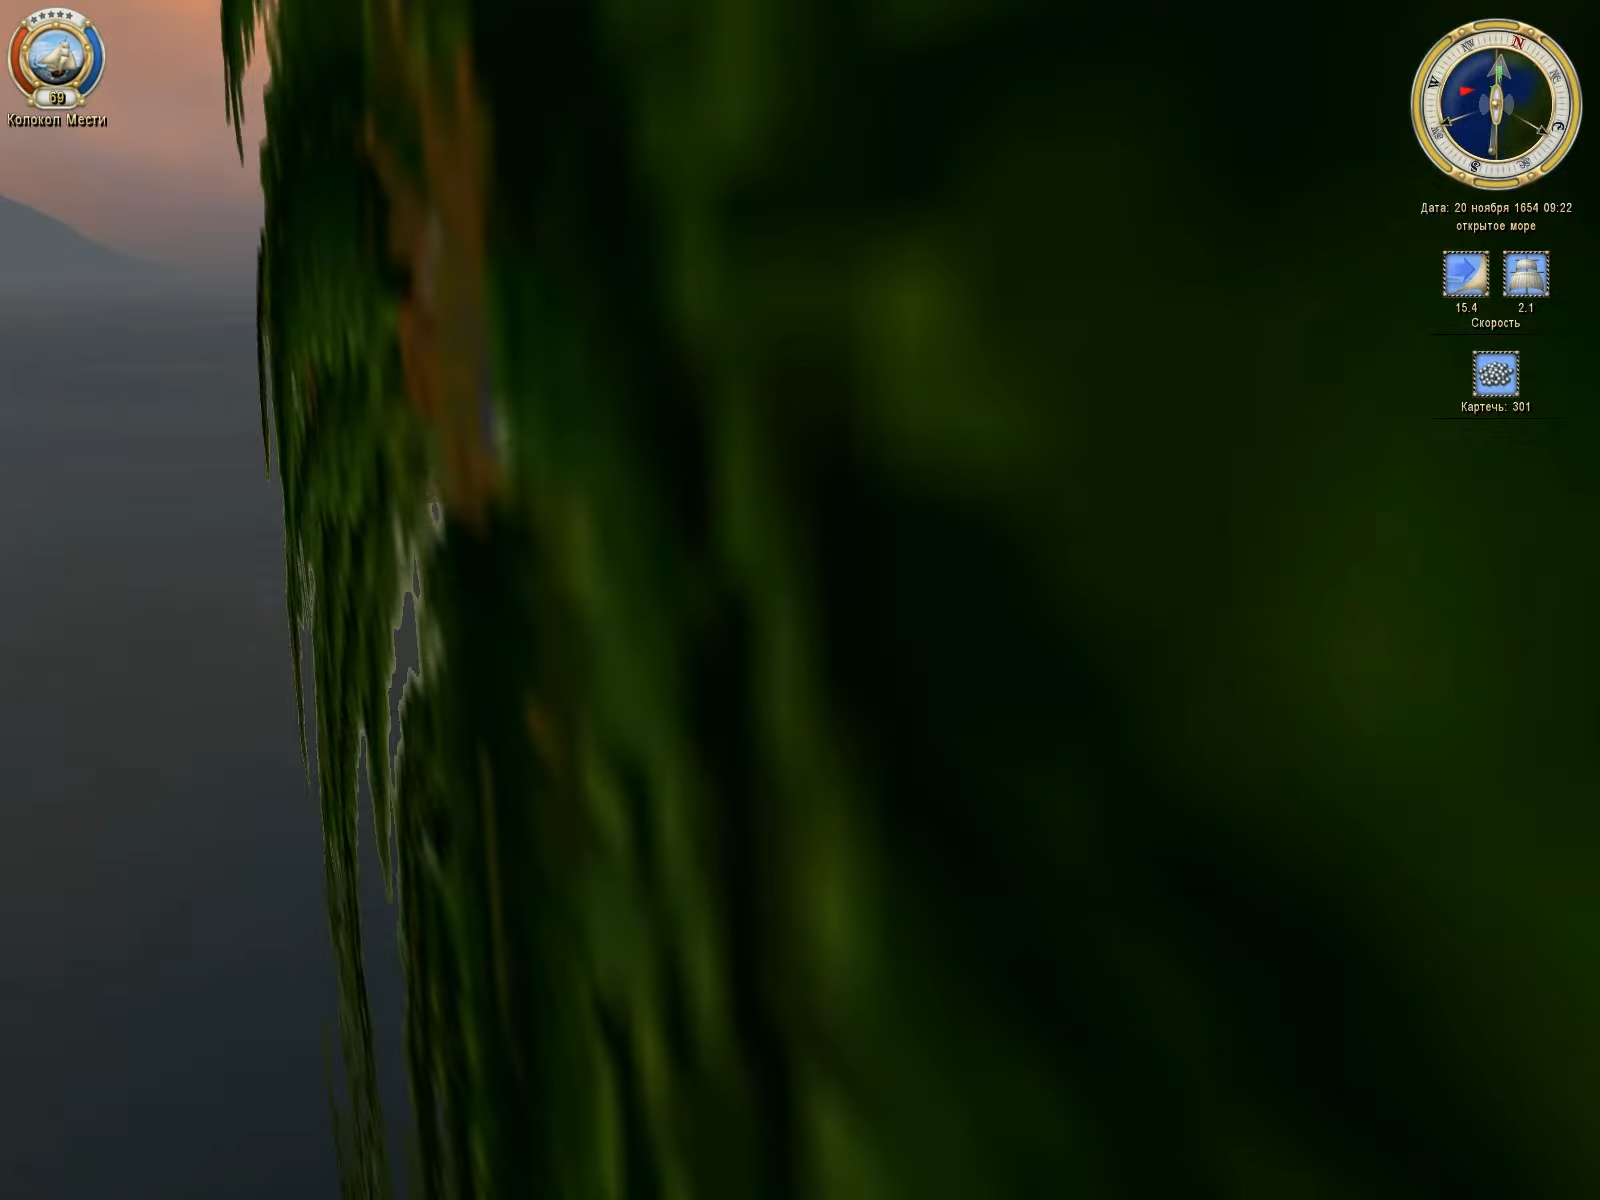 69
Колокол Мести
N
W
S
Дата: 20 ноября 1654 09:22
открытое море
15.4 2.1
Скорость
Картечь: 301